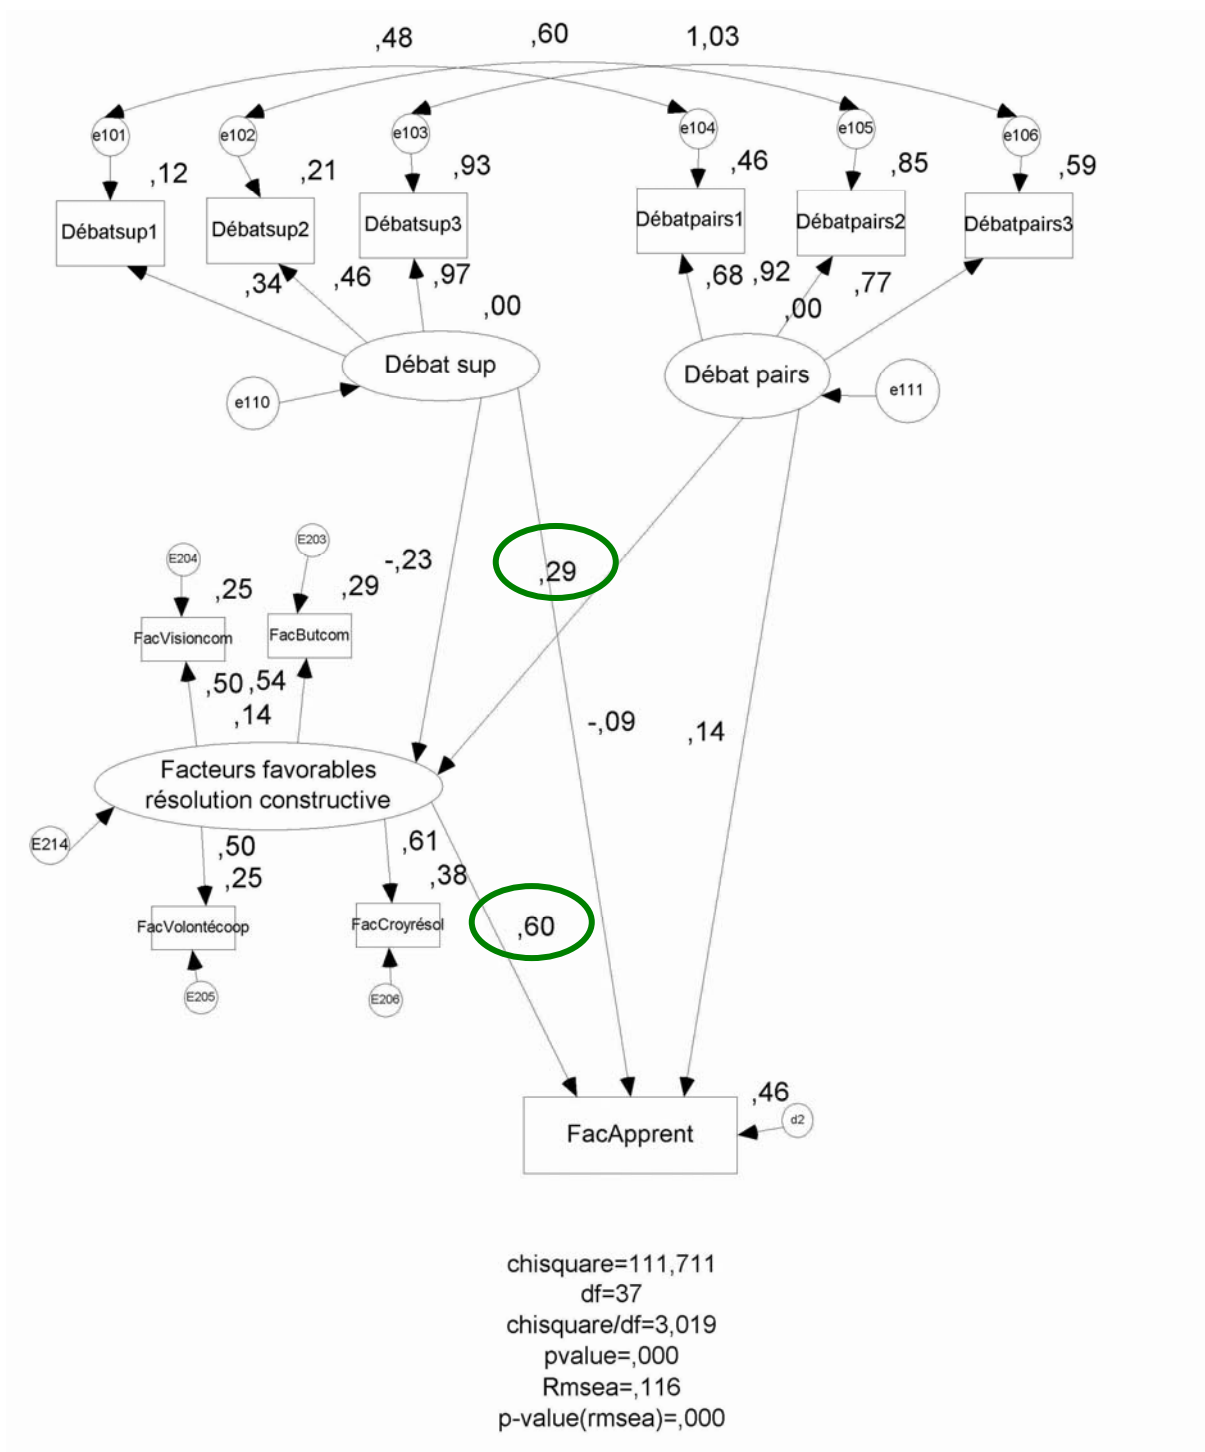 ,48 ,60 1,03
e101 e102 e103 e104 e105 e106
,12 ,21 ,93 ,46 ,85 ,59
Débatsup1 Débatsup2 Débatsup3 Débatpairs1 Débatpairs2 Débatpairs3
,34 ,46 ,97 ,68 ,92 ,77
,00 ,00
Débat sup Débat pairs
e110 e111
E204 E203
,25 ,29 -,23 ,29
FacVisioncom FacButcom
,50 ,54
,14 -,09 ,14
Facteurs favorables
résolution constructive
E214
,50 ,61
,25 ,38
FacVolontécoop FacCroyrésol ,60
E205 E206
,46
FacApprent d2
chisquare=111,711
df=37
chisquare/df=3,019
pvalue=,000
Rmsea=,116
p-value(rmsea)=,000